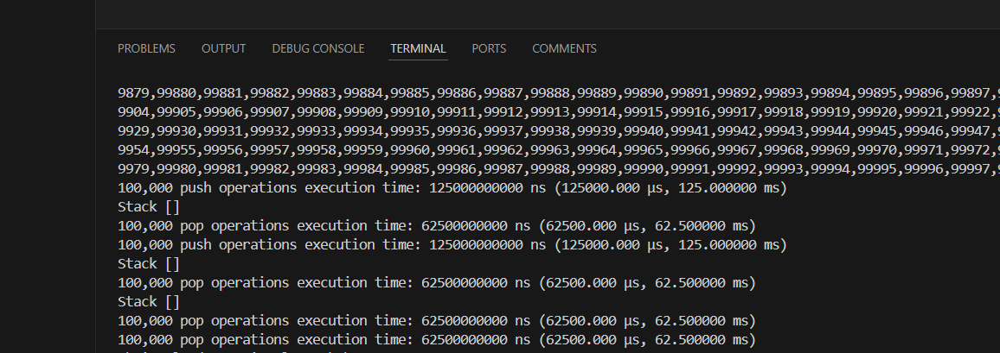 PROBLEMS OUTPUT DEBUG CONSOLE TERMINAL PORTS COMMENTS
9879,99880,99881,99882,99883,99884,99885,99886,99887,99888,99889,99890,99891,99892,99893,99894,99895,99896,99897,9
9904,99905,99906,99907,99908,99909,99910,99911,99912,99913,99914,99915,99916,99917,99918,99919,99920,99921,99922,9
9929,99930,99931,99932,99933,99934,99935,99936,99937,99938,99939,99940,99941,99942,99943,99944,99945,99946,99947,9
9954,99955,99956,99957,99958,99959,99960,99961,99962,99963,99964,99965,99966,99967,99968,99969,99970,99971,99972,9
9979,99980,99981,99982,99983,99984,99985,99986,99987,99988,99989,99990,99991,99992,99993,99994,99995,99996,99997,9
100,000 push operations execution time: 125000000000 ns (125000.000 µs, 125.000000 ms)
Stack []
100,000 pop operations execution time: 62500000000 ns (62500.000 µs, 62.500000 ms)
100,000 push operations execution time: 125000000000 ns (125000.000 µs, 125.000000 ms)
Stack []
100,000 pop operations execution time: 62500000000 ns (62500.000 µs, 62.500000 ms)
Stack []
100,000 pop operations execution time: 62500000000 ns (62500.000 µs, 62.500000 ms)
100,000 pop operations execution time: 62500000000 ns (62500.000 µs, 62.500000 ms)